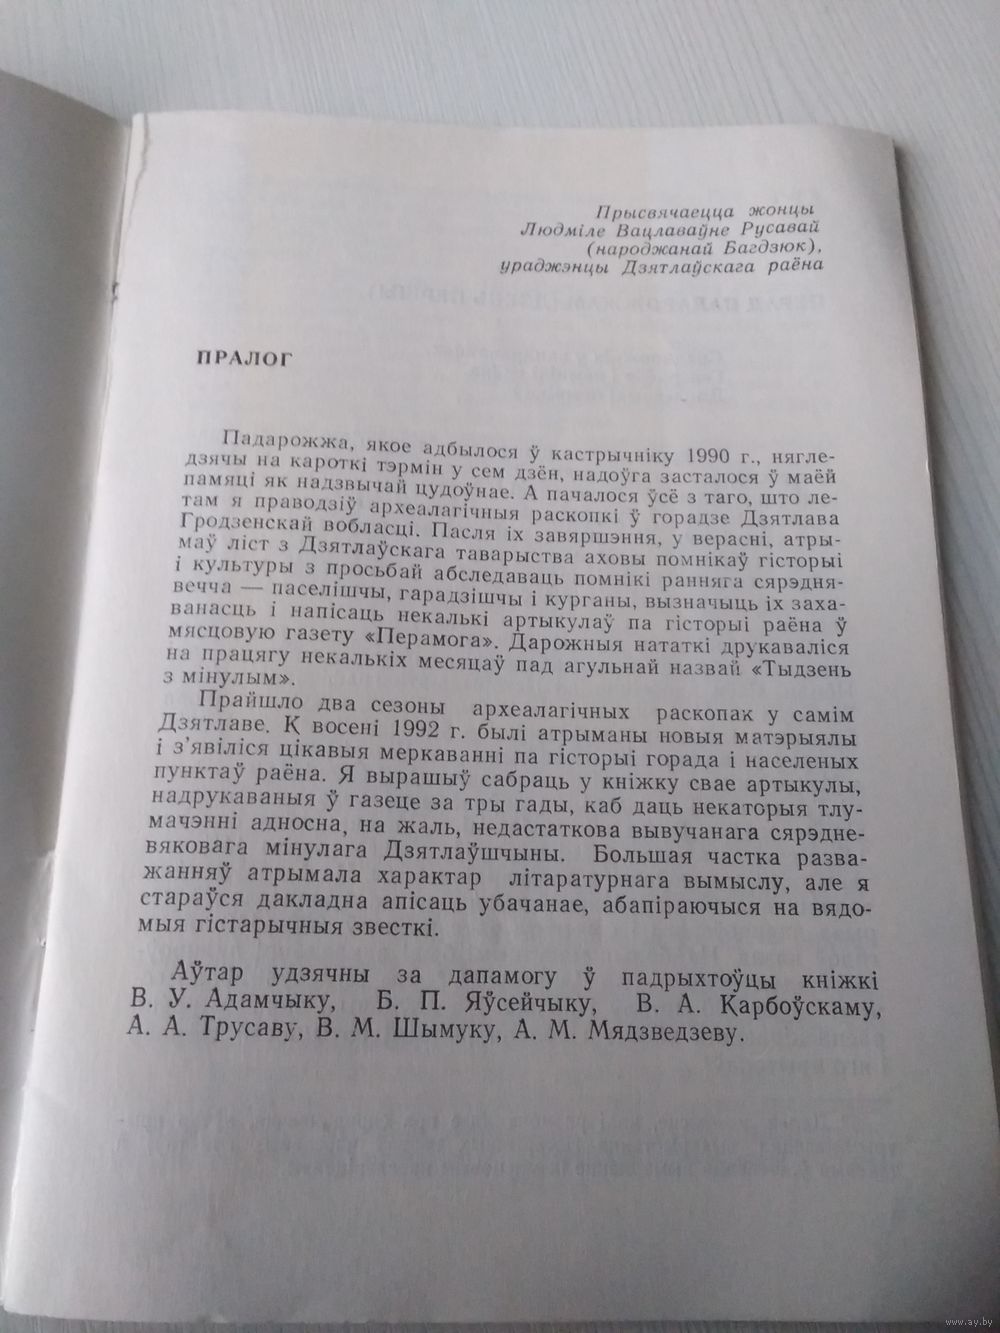 Прысвячаецца жонцы
Людміле Вацлаваўне Русавай
(народжанай Багдзюк),
ураджэнцы Дзятлаўскага раёна
ПРАЛОГ
Падарожжа, якое адбылося ў кастрычніку 1990 г., нягле-
дзячы на кароткі тэрмін у сем дзён, надоўга засталося ў маёй
памяці як надзвычай цудоўнае. А пачалося ўсё з таго, што ле-
там я праводзіў археалагічныя раскопкі ў горадзе Дзятлава
Гродзенскай вобласці. Пасля іх завяршэння, у верасні, атры-
маў ліст з Дзятлаўскага таварыства аховы помнікаў гісторыі
і культуры з просьбай абследаваць помнікі ранняга сярэдня-
вечча — паселішчы, гарадзішчы і курганы, вызначыць іх заха-
ванасць і напісаць некалькі артыкулаў па гісторыі раёна ў
мясцовую газету «Перамога». Дарожныя нататкі друкаваліся
на працягу некалькіх месяцаў пад агульнай назвай «Тыдзень
з мінулым».
Прайшло два сезоны археалагічных раскопак у самім
Дзятлаве. К восені 1992 г. былі атрыманы новыя матэрыялы
і з'явіліся цікавыя меркаванні па гісторыі горада і населеных
пунктаў раёна. Я вырашыў сабраць у кніжку свае артыкулы,
надрукаваныя ў газеце за тры гады, каб даць некаторыя тлу-
мачэнні адносна, на жаль, недастаткова вывучанага сярэдне-
вяковага мінулага Дзятлаўшчыны. Большая частка разва-
жанняў атрымала характар літаратурнага вымыслу, але я
стараўся дакладна апісаць убачанае, абапіраючыся на вядо-
мыя гістарычныя звесткі.
Аўтар удзячны за дапамогу ў падрыхтоўцы кніжкі
В. У. Адамчыку, Б. П. Яўсейчыку, В. А. Карбоўскаму,
А. А. Трусаву, В. М. Шымуку, А. М. Мядзведзеву.
www.ay.by